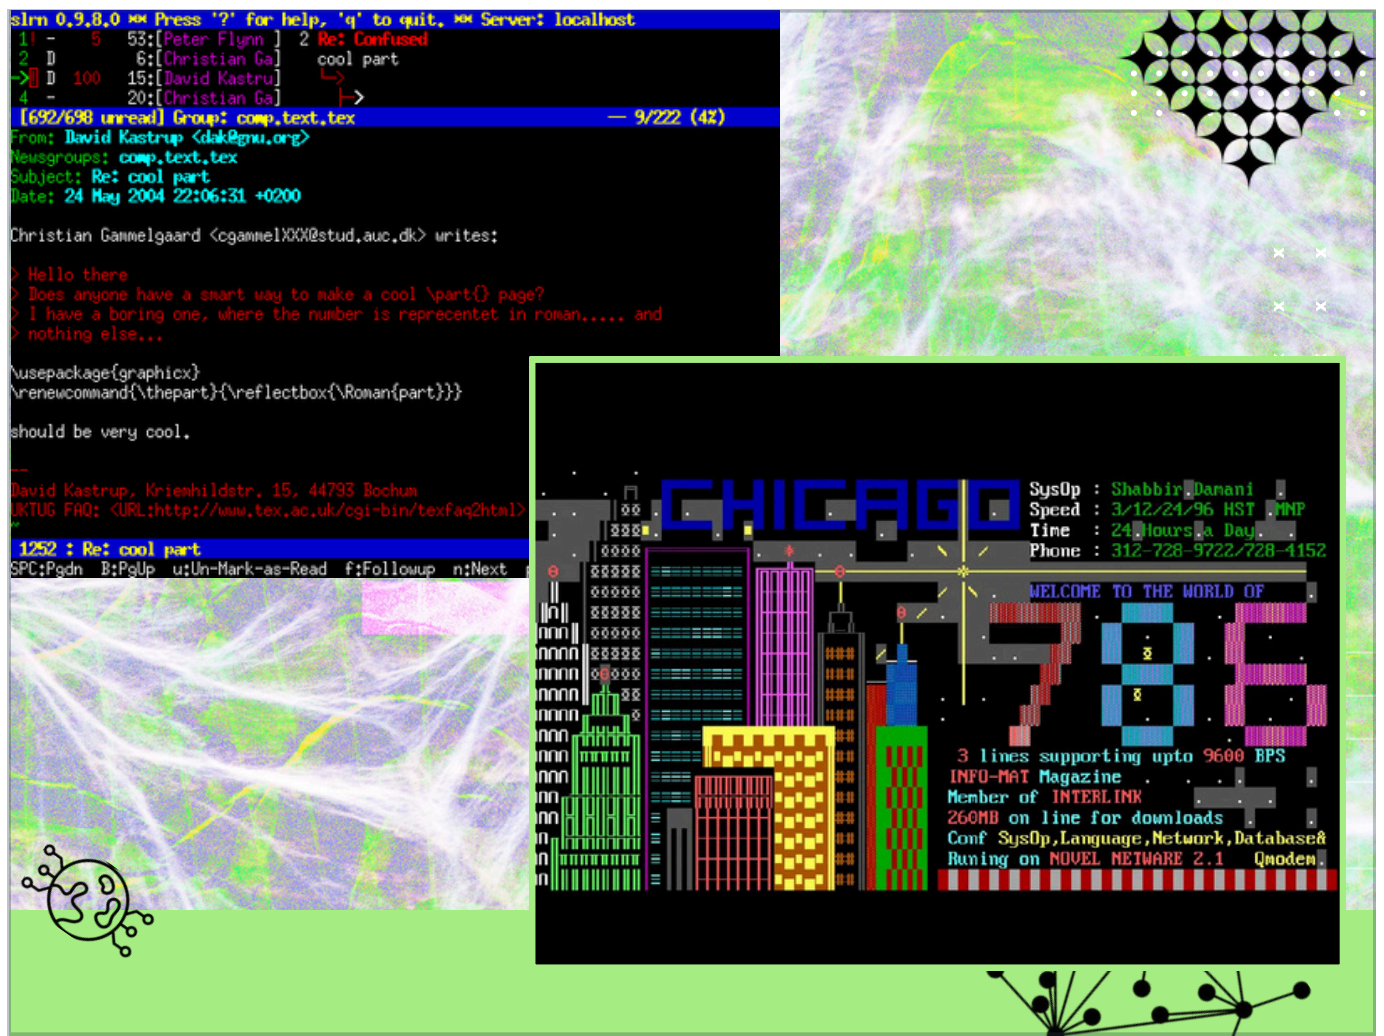 slrn 0.9.8.0 ** Press '?' for help, 'q' to quit. ** Server: localhost
1! - 5 53:[Peter Flynn ] 2 Re: Confused
2 D 6:[Christian Ga] cool part
-> D 100 15:[David Kastru] └─>
4 - 20:[Christian Ga] ├─>
[692/698 unread] Group: comp.text.tex -- 9/222 (4%)
From: David Kastrup <dak@gnu.org>
Newsgroups: comp.text.tex
Subject: Re: cool part
Date: 24 May 2004 22:06:31 +0200
Christian Gammelgaard <cgammelXXX@stud.auc.dk> writes:
> Hello there
> Does anyone have a smart way to make a cool \part{} page?
> I have a boring one, where the number is reprecentet in roman..... and
> nothing else...
\usepackage{graphicx}
\renewcommand{\thepart}{\reflectbox{\Roman{part}}}
should be very cool.
--
David Kastrup, Kriemhildstr. 15, 44793 Bochum
UKTUG FAQ: <URL:http://www.tex.ac.uk/cgi-bin/texfaq2html>
~
1252 : Re: cool part
SPC:Pgdn B:PgUp u:Un-Mark-as-Read f:Followup n:Next
CHICAGO
SysOp : Shabbir Damani
Speed : 3/12/24/96 HST MNP
Time : 24 Hours a Day
Phone : 312-728-9722/728-4152
WELCOME TO THE WORLD OF
786
3 lines supporting upto 9600 BPS
INFO-MAT Magazine
Member of INTERLINK
260MB on line for downloads
Conf SysOp,Language,Network,Database&
Runing on NOVEL NETWARE 2.1 Qmodem